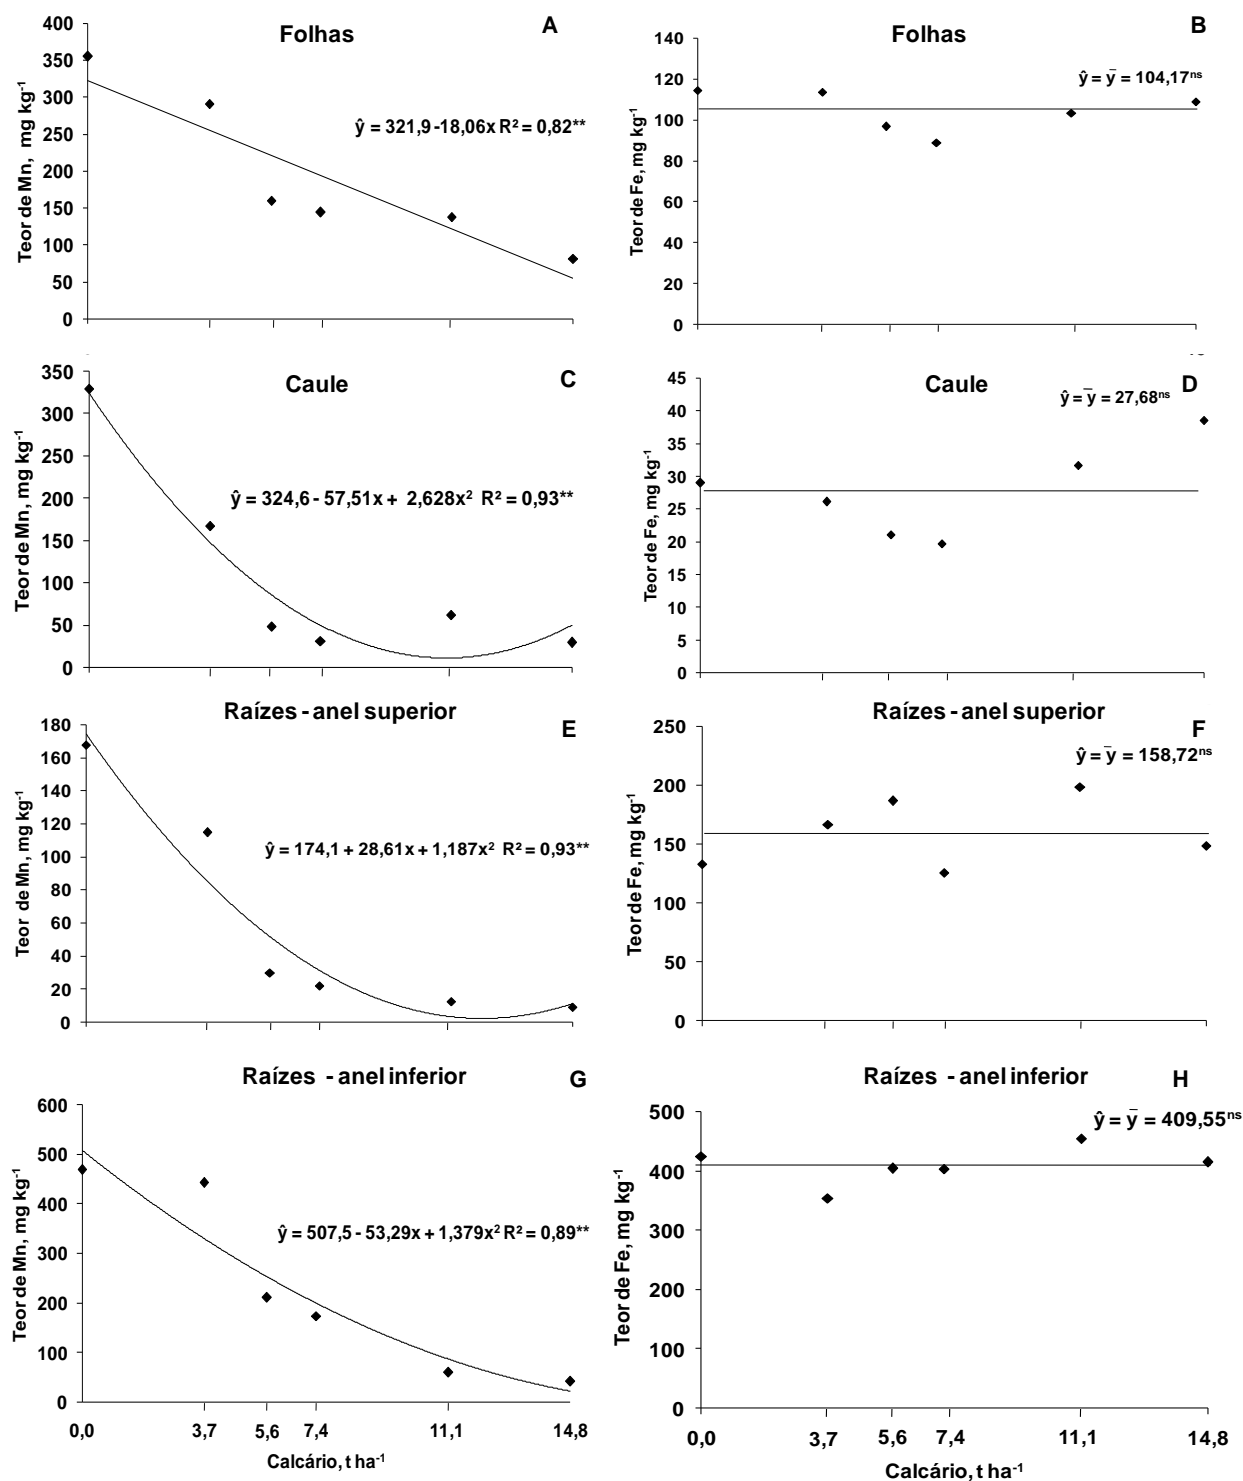 A
Folhas
Teor de Mn, mg kg⁻¹
400
350
300
250
200
150
100
50
0
ŷ = 321,9 -18,06x R² = 0,82**
B
Folhas
Teor de Fe, mg kg⁻¹
140
120
100
80
60
40
20
0
ŷ = ȳ = 104,17ⁿˢ
C
Caule
Teor de Mn, mg kg⁻¹
350
300
250
200
150
100
50
0
ŷ = 324,6 - 57,51x + 2,628x² R² = 0,93**
D
Caule
Teor de Fe, mg kg⁻¹
45
40
35
30
25
20
15
10
5
0
ŷ = ȳ = 27,68ⁿˢ
E
Raízes - anel superior
Teor de Mn, mg kg⁻¹
180
160
140
120
100
80
60
40
20
0
ŷ = 174,1 + 28,61x + 1,187x² R² = 0,93**
F
Raízes - anel superior
Teor de Fe, mg kg⁻¹
250
200
150
100
50
0
ŷ = ȳ = 158,72ⁿˢ
G
Raízes - anel inferior
Teor de Mn, mg kg⁻¹
600
500
400
300
200
100
0
ŷ = 507,5 - 53,29x + 1,379x² R² = 0,89**
0,0 3,7 5,6 7,4 11,1 14,8
Calcário, t ha⁻¹
H
Raízes - anel inferior
Teor de Fe, mg kg⁻¹
500
400
300
200
100
0
ŷ = ȳ = 409,55ⁿˢ
0,0 3,7 5,6 7,4 11,1 14,8
Calcário, t ha⁻¹